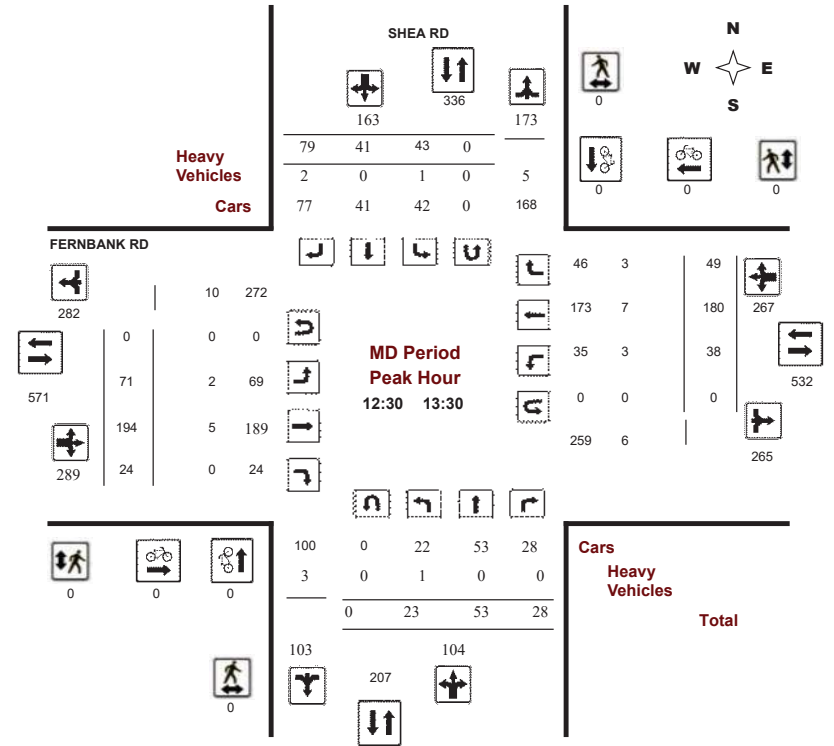 SHEA RD
N
W E
S
336
0
163 173
79 41 43 0
Heavy
Vehicles
2 0 1 0 5
0 0 0
Cars 77 41 42 0 168
FERNBANK RD
46 3 49
282 10 272 267
173 7 180
0 0 0
MD Period
35 3 38
Peak Hour
71 2 69
532
571 12:30 13:30 0 0 0
194 5 189
259 6
265
289 24 0 24
100 0 22 53 28 Cars
3 0 1 0 0 Heavy
Vehicles
0 0 0
0 23 53 28 Total
103 104
207
0